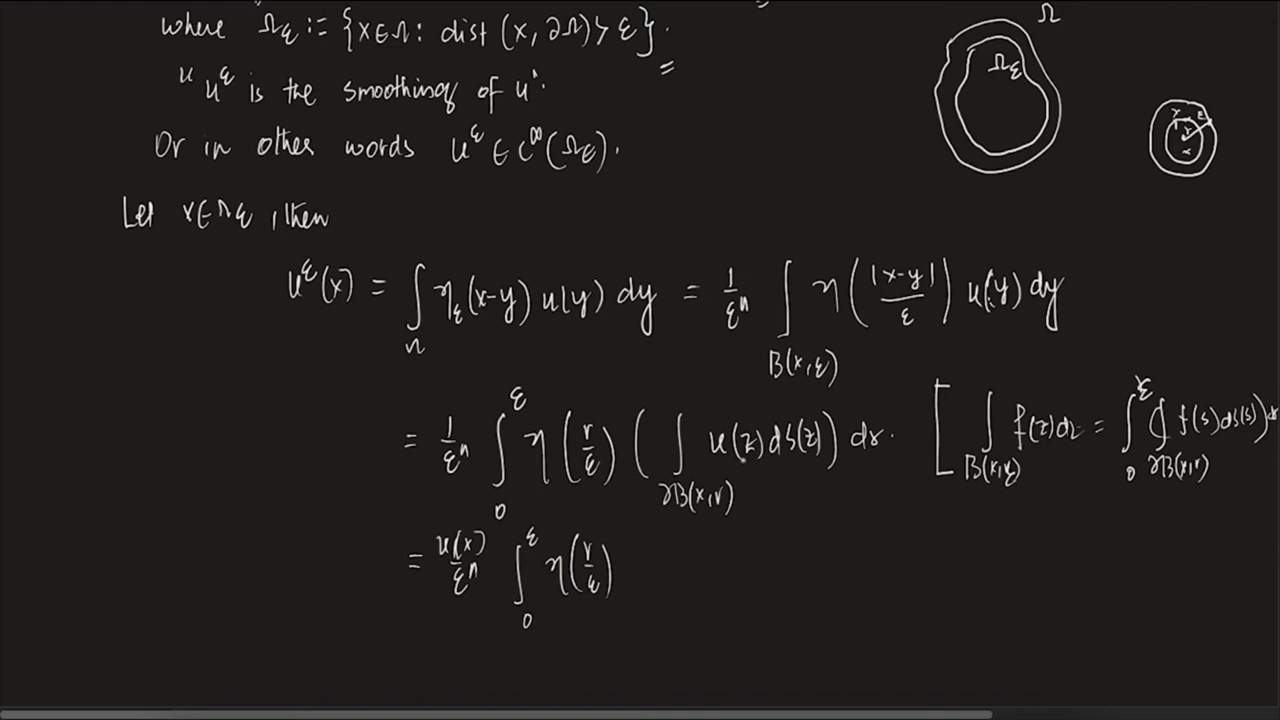 where Ω_ε := {x∈Ω : dist (x, ∂Ω) > ε}.
"u^ε is the smoothing of u".
Or in other words u^ε ∈ C^∞(Ω_ε).
Let x∈Ω_ε, then
u^ε(x) = ∫_Ω η_ε(x-y) u(y) dy = 1/ε^n ∫_{B(x,ε)} η(|x-y|/ε) u(y) dy
= 1/ε^n ∫_0^ε η(r/ε) ( ∫_{∂B(x,r)} u(z) ds(z) ) dr. [ ∫_{B(x,ε)} f(z)dz = ∫_0^ε ( ∫_{∂B(x,r)} f(s)ds(s) ) dr
= u(x)/ε^n ∫_0^ε η(r/ε)
Ω
Ω_ε